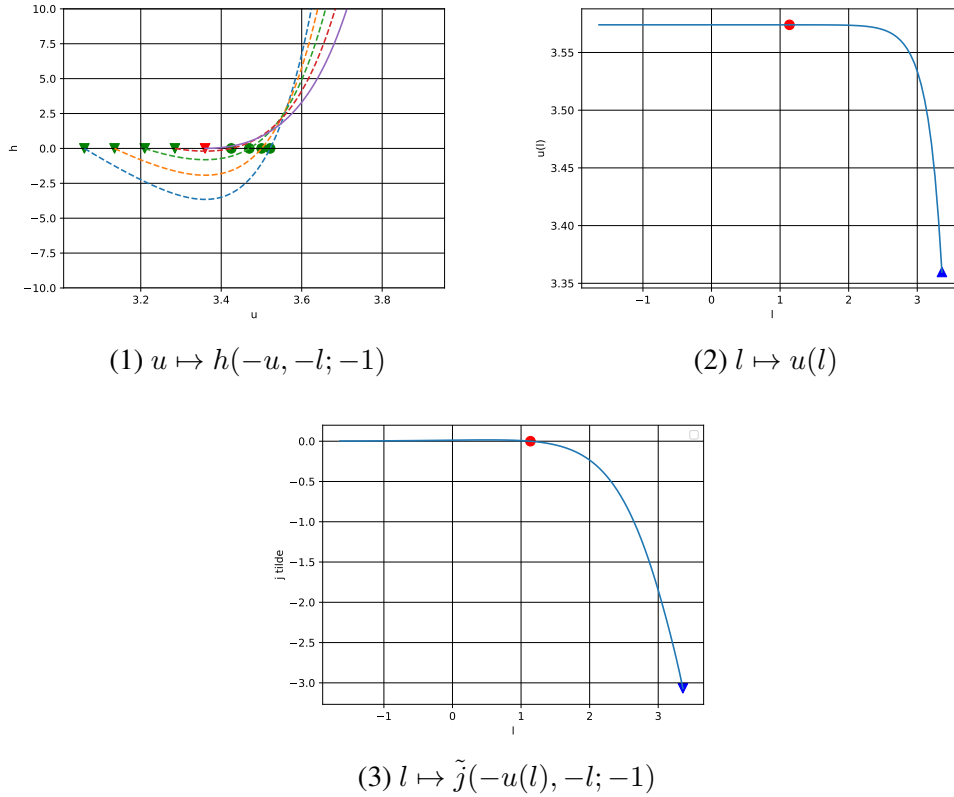 10.0
7.5
5.0
2.5
0.0
−2.5
−5.0
−7.5
−10.0
h
3.2 3.4 3.6 3.8
u
(1) u ↦ h(−u, −l; −1)
3.55
3.50
3.45
3.40
3.35
u(l)
−1 0 1 2 3
l
(2) l ↦ u(l)
0.0
−0.5
−1.0
−1.5
−2.0
−2.5
−3.0
j tilde
−1 0 1 2 3
l
(3) l ↦ j̃(−u(l), −l; −1)